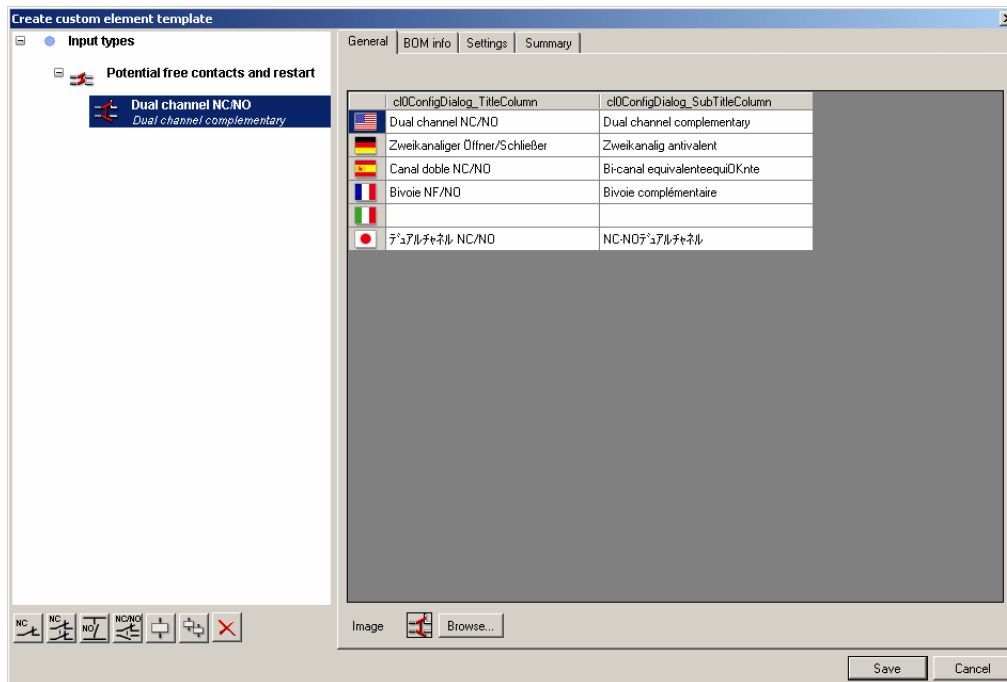 Create custom element template
Input types
Potential free contacts and restart
Dual channel NC/NO
Dual channel complementary
General BOM info Settings Summary
cl0ConfigDialog_TitleColumn cl0ConfigDialog_SubTitleColumn
Dual channel NC/NO Dual channel complementary
Zweikanaliger Öffner/Schließer Zweikanalig antivalent
Canal doble NC/NO Bi-canal equivalenteequiOKnte
Bivoie NF/NO Bivoie complémentaire
ﾃﾞｭｱﾙﾁｬﾈﾙ NC/NO NC-NOﾃﾞｭｱﾙﾁｬﾈﾙ
NC NC NO NC/NO
Image Browse...
Save Cancel